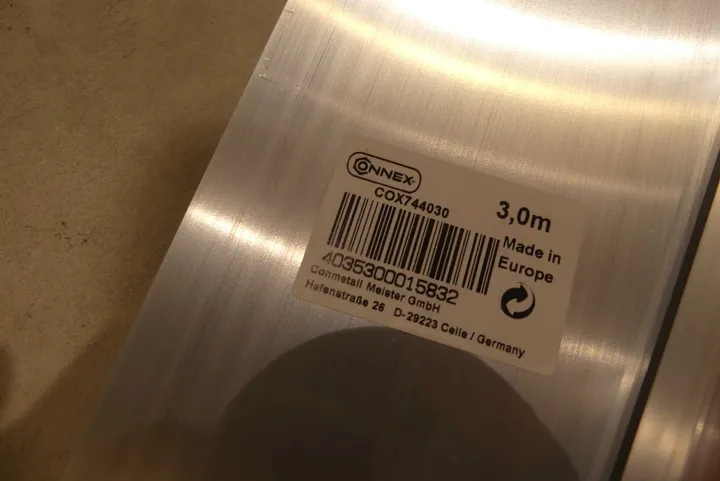 CONNEX
COX744030
3,0m
Made in
Europe
4035300015832
Conmetall Meister GmbH
Hafenstraße 26 D-29223 Celle / Germany